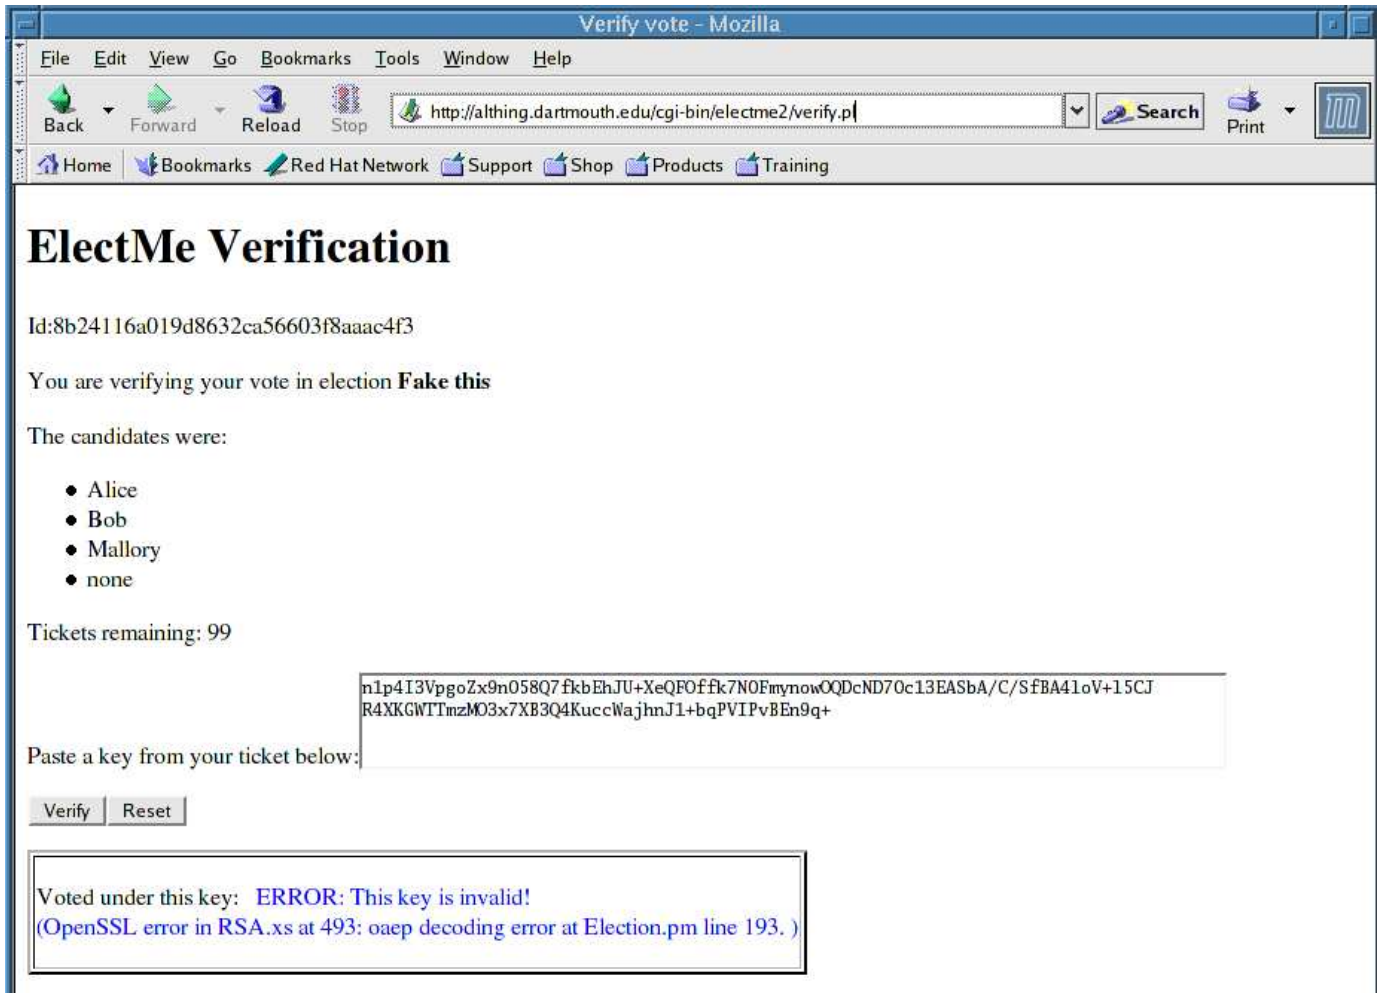 Verify vote - Mozilla
File Edit View Go Bookmarks Tools Window Help
Back Forward Reload Stop http://althing.dartmouth.edu/cgi-bin/electme2/verify.pl Search Print
Home Bookmarks Red Hat Network Support Shop Products Training
ElectMe Verification
Id:8b24116a019d8632ca56603f8aaac4f3
You are verifying your vote in election Fake this
The candidates were:
Alice
Bob
Mallory
none
Tickets remaining: 99
n1p4I3VpgoZx9nO58Q7fkbEhJU+XeQFOffk7NOFmynowOQDcND7Oc13EASbA/C/SfBA4loV+l5CJ
R4XKGWTTmzMO3x7XB3Q4KuccWajhnJ1+bqPVIPvBEn9q+
Paste a key from your ticket below:
Verify Reset
Voted under this key: ERROR: This key is invalid!
(OpenSSL error in RSA.xs at 493: oaep decoding error at Election.pm line 193. )